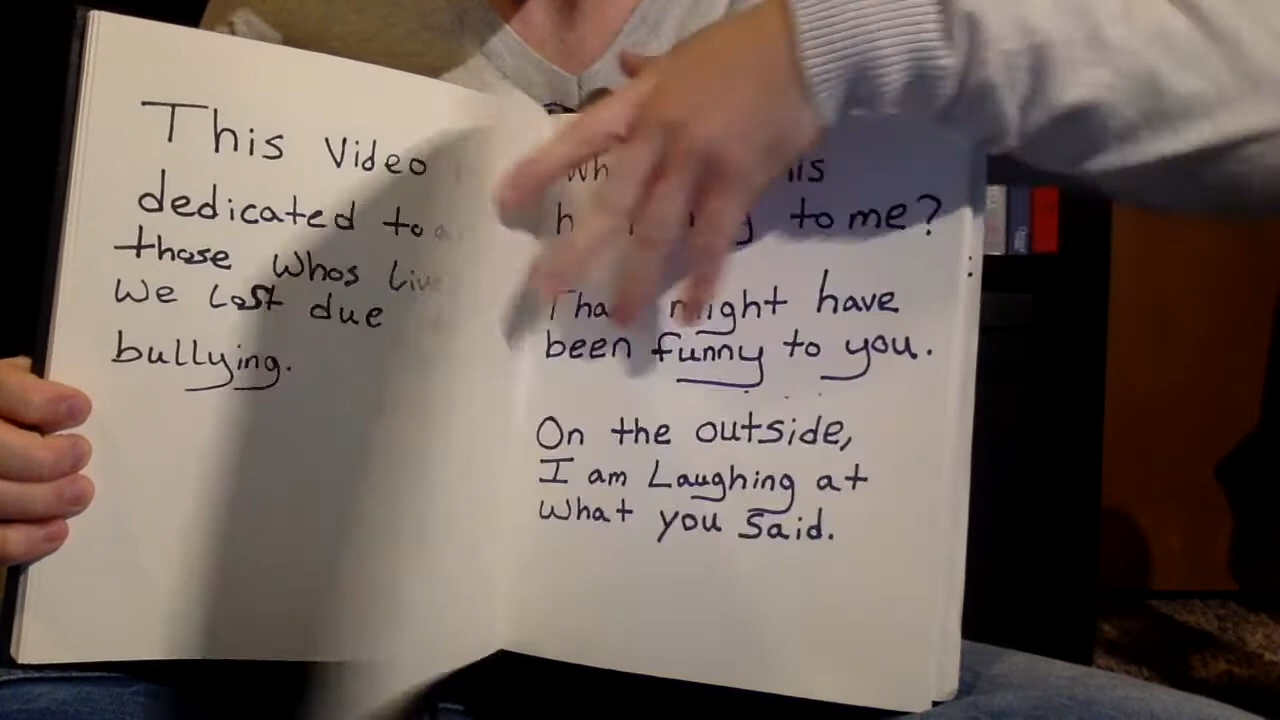 This Video
dedicated to
those whos
We lost due
bullying.
to me?
might have
been funny to you.
On the outside,
I am Laughing at
What you Said.